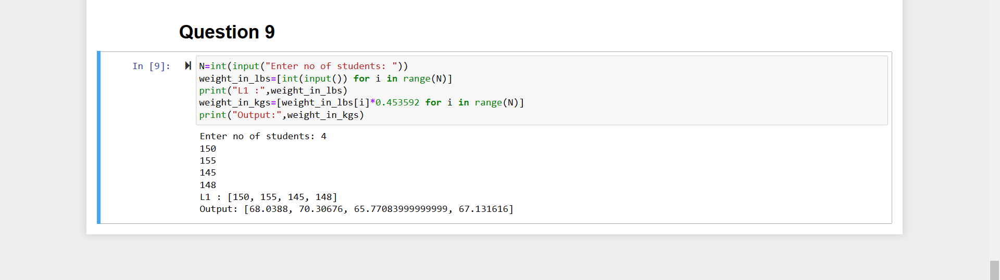 Question 9
In [9]:
N=int(input("Enter no of students: "))
weight_in_lbs=[int(input()) for i in range(N)]
print("L1 :",weight_in_lbs)
weight_in_kgs=[weight_in_lbs[i]*0.453592 for i in range(N)]
print("Output:",weight_in_kgs)
Enter no of students: 4
150
155
145
148
L1 : [150, 155, 145, 148]
Output: [68.0388, 70.30676, 65.77083999999999, 67.131616]